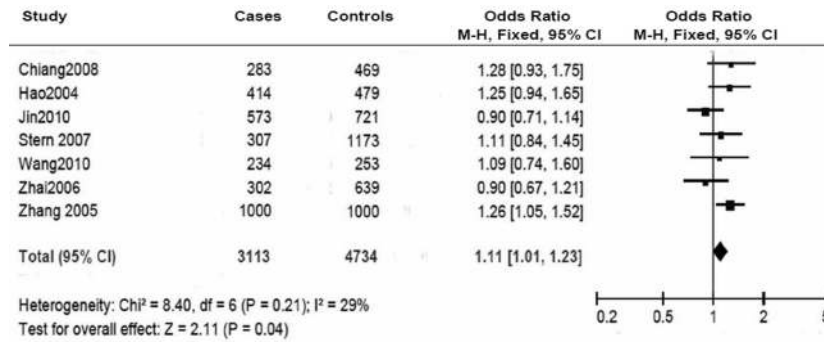 Study Cases Controls Odds Ratio Odds Ratio
M-H, Fixed, 95% CI M-H, Fixed, 95% CI
Chiang2008 283 469 1.28 [0.93, 1.75]
Hao2004 414 479 1.25 [0.94, 1.65]
Jin2010 573 721 0.90 [0.71, 1.14]
Stern 2007 307 1173 1.11 [0.84, 1.45]
Wang2010 234 253 1.09 [0.74, 1.60]
Zhai2006 302 639 0.90 [0.67, 1.21]
Zhang 2005 1000 1000 1.26 [1.05, 1.52]
Total (95% CI) 3113 4734 1.11 [1.01, 1.23]
Heterogeneity: Chi² = 8.40, df = 6 (P = 0.21); I² = 29%
Test for overall effect: Z = 2.11 (P = 0.04)
0.2 0.5 1 2 5